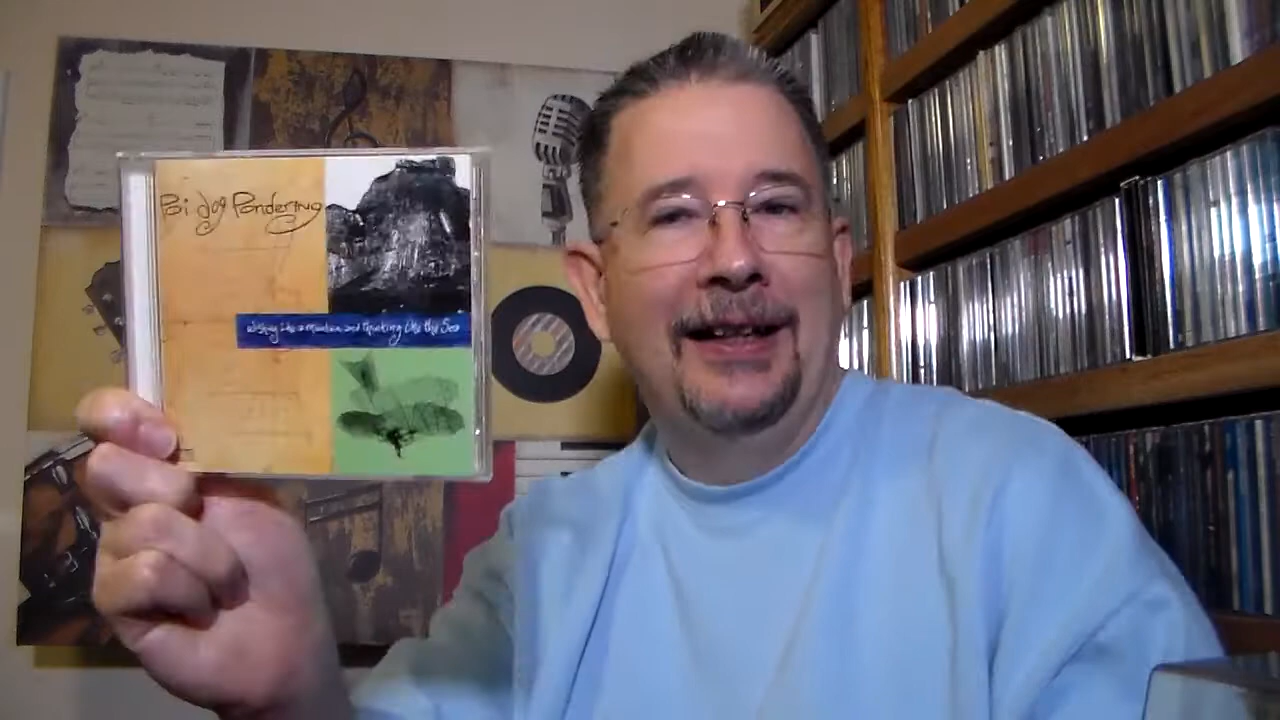 Poi dog Pondering
Wishing Like a Mountain and Thinking Like the Sea